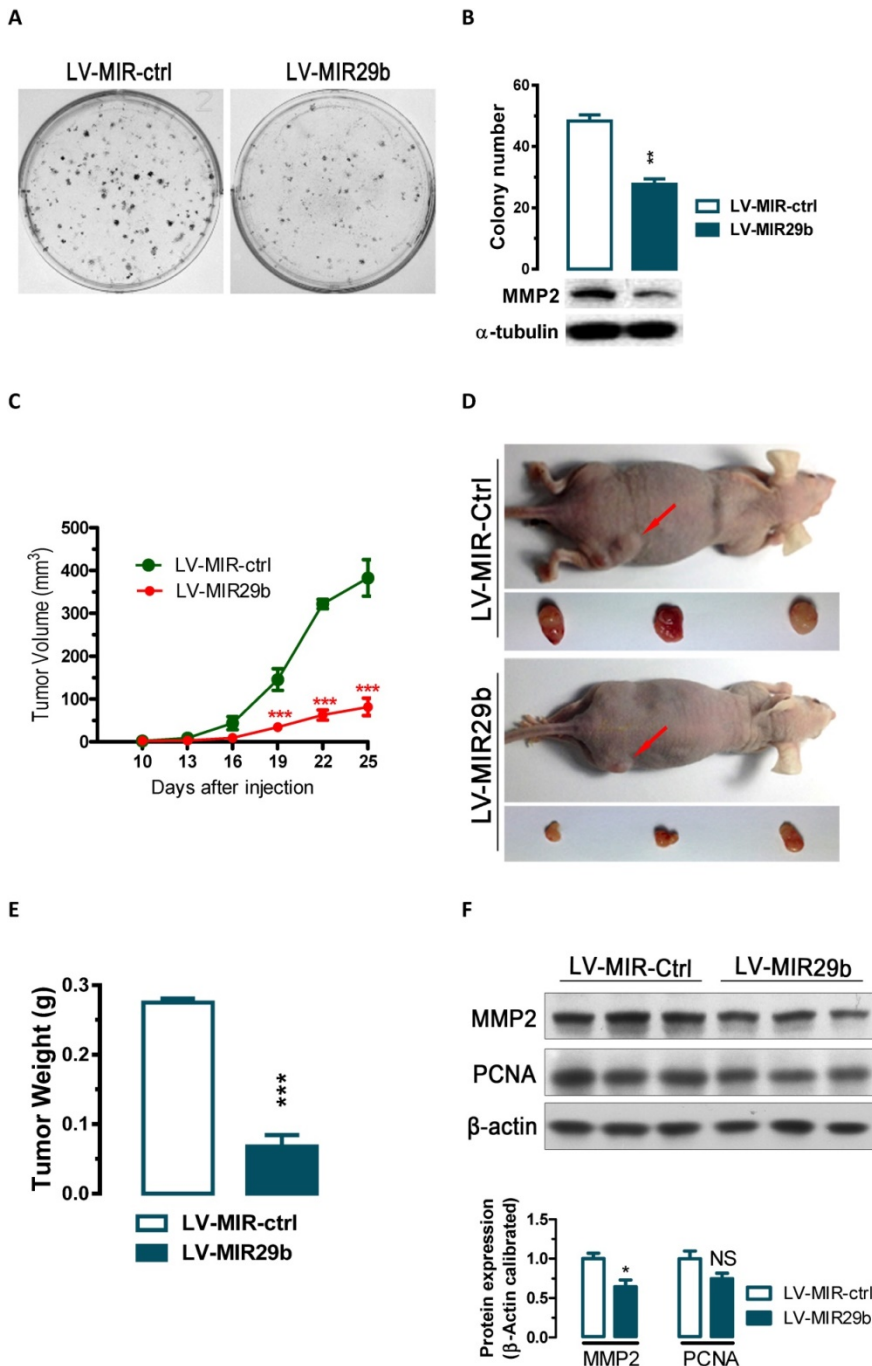 A
LV-MIR-ctrl LV-MIR29b
2
B
60
40
20
0
Colony number
**
LV-MIR-ctrl
LV-MIR29b
MMP2
α-tubulin
C
500
400
300
200
100
0
Tumor Volume (mm³)
LV-MIR-ctrl
LV-MIR29b
*** *** ***
10 13 16 19 22 25
Days after injection
D
LV-MIR-Ctrl
LV-MIR29b
E
0.3
0.2
0.1
0.0
Tumor Weight (g)
***
LV-MIR-ctrl
LV-MIR29b
F
LV-MIR-Ctrl LV-MIR29b
MMP2
PCNA
β-actin
Protein expression
(β-Actin calibrated)
1.5
1.0
0.5
0.0
* NS
LV-MIR-ctrl
LV-MIR29b
MMP2 PCNA